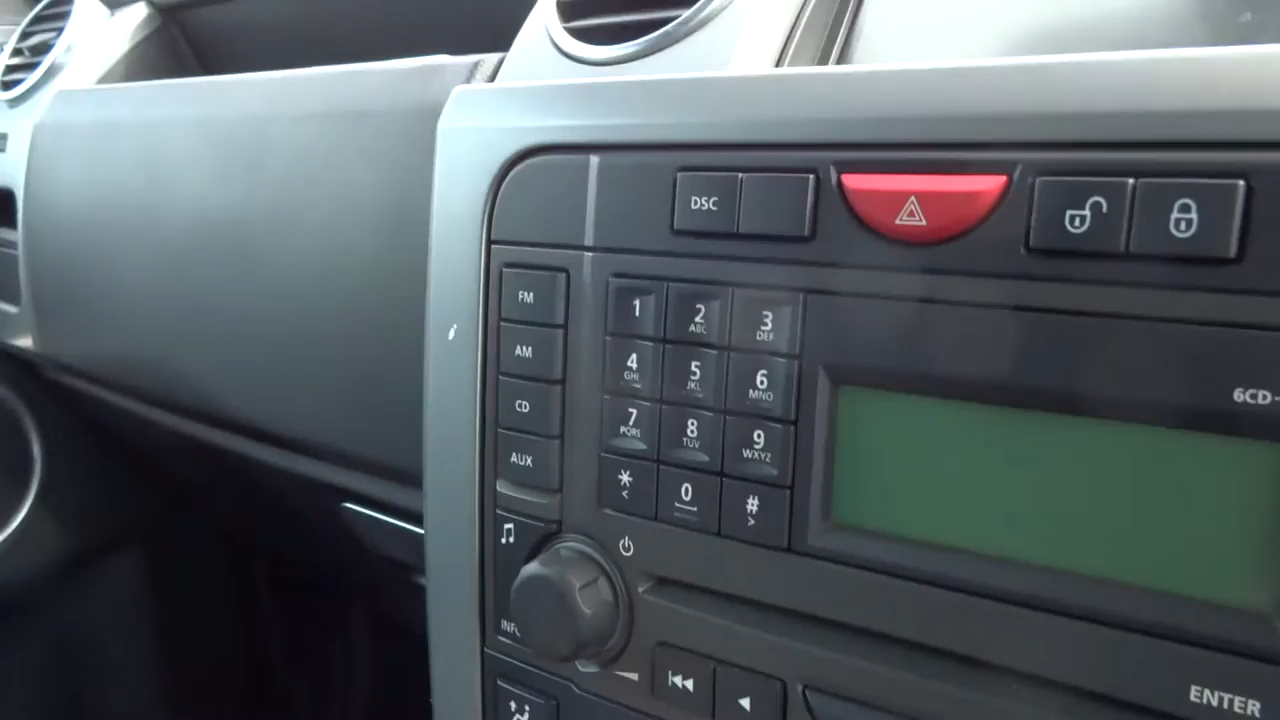 DSC
FM
AM
CD
AUX
1
2
ABC
3
DEF
4
GHI
5
JKL
6
MNO
7
PQRS
8
TUV
9
WXYZ
*
<
0
#
>
6CD-
INFO
ENTER